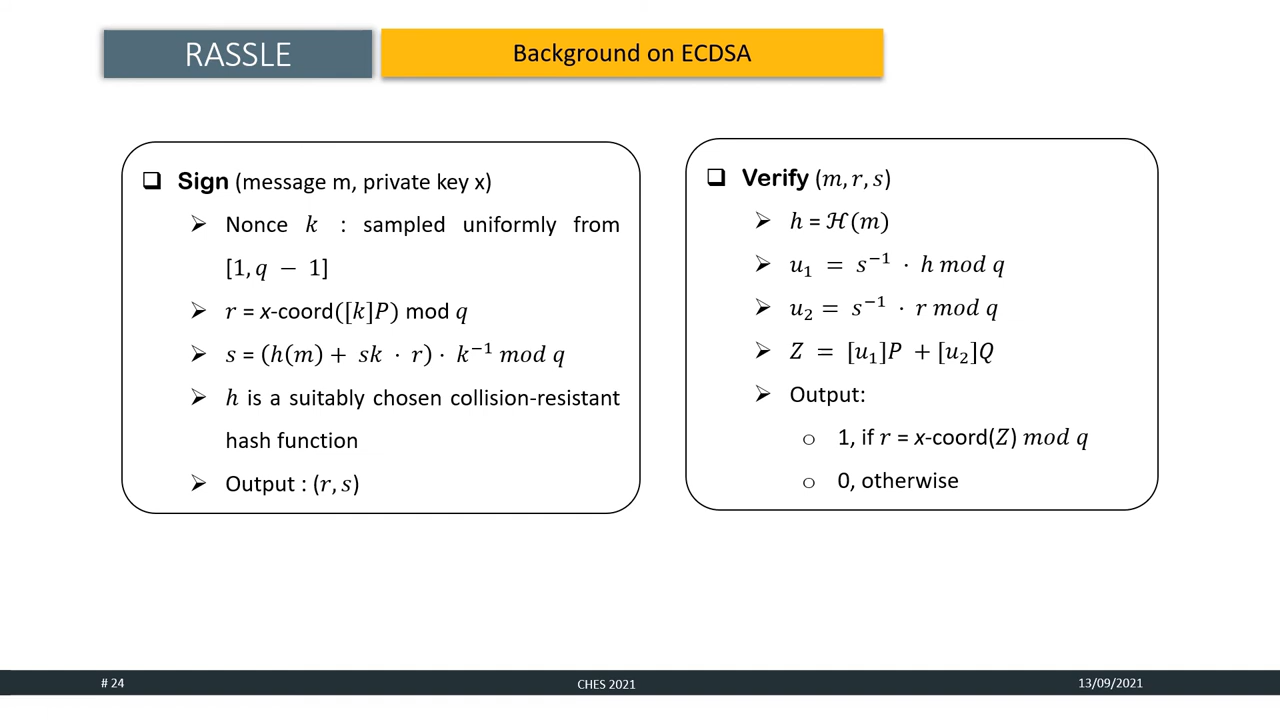 RASSLE
Background on ECDSA
❑ Sign (message m, private key x)
➢ Nonce 𝑘 : sampled uniformly from
[1, 𝑞 − 1]
➢ 𝑟 = x-coord([𝑘]𝑃) mod 𝑞
➢ 𝑠 = (ℎ(𝑚) + 𝑠𝑘 · 𝑟) · 𝑘⁻¹ 𝑚𝑜𝑑 𝑞
➢ ℎ is a suitably chosen collision-resistant
hash function
➢ Output : (𝑟, 𝑠)
❑ Verify (𝑚, 𝑟, 𝑠)
➢ ℎ = ℋ(𝑚)
➢ 𝑢₁ = 𝑠⁻¹ · ℎ 𝑚𝑜𝑑 𝑞
➢ 𝑢₂ = 𝑠⁻¹ · 𝑟 𝑚𝑜𝑑 𝑞
➢ 𝑍 = [𝑢₁]𝑃 + [𝑢₂]𝑄
➢ Output:
○ 1, if 𝑟 = x-coord(𝑍) 𝑚𝑜𝑑 𝑞
○ 0, otherwise
# 24
CHES 2021
13/09/2021